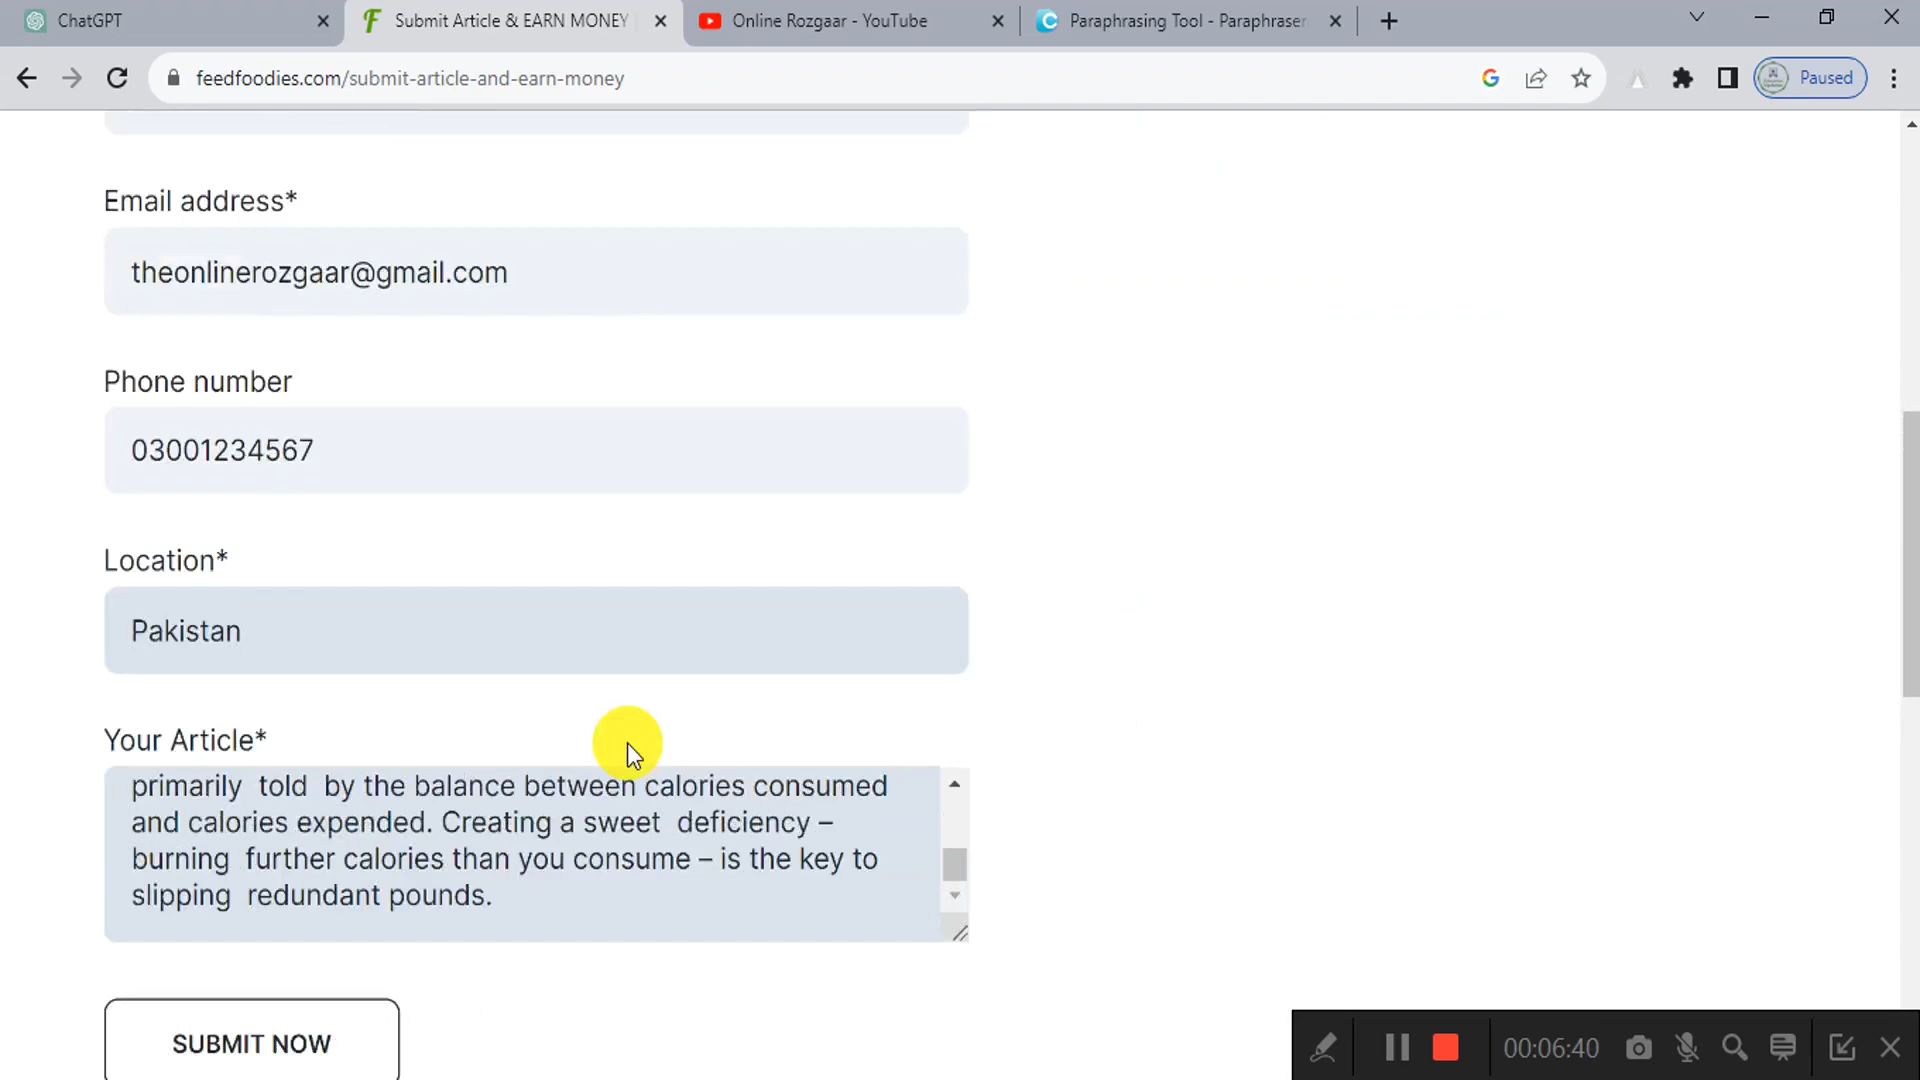 ChatGPT
Submit Article & EARN MONEY
Online Rozgaar - YouTube
Paraphrasing Tool - Paraphraser
feedfoodies.com/submit-article-and-earn-money
Paused
Email address*
theonlinerozgaar@gmail.com
Phone number
03001234567
Location*
Pakistan
Your Article*
primarily told by the balance between calories consumed
and calories expended. Creating a sweet deficiency –
burning further calories than you consume – is the key to
slipping redundant pounds.
SUBMIT NOW
00:06:40